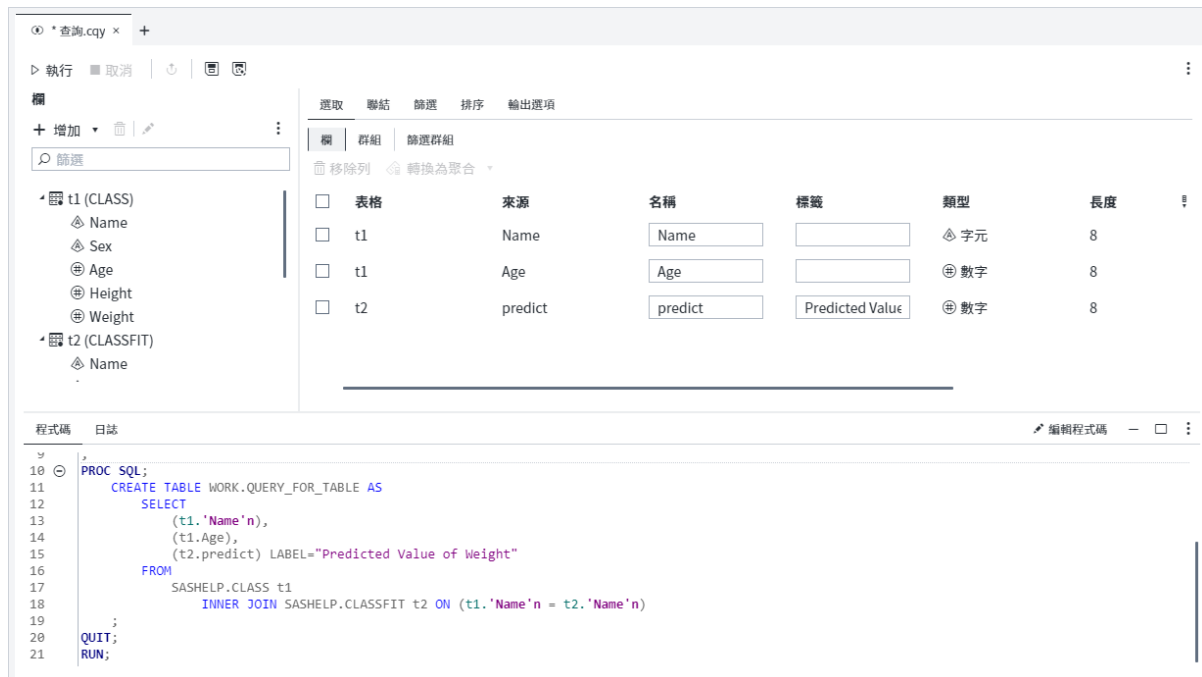 * 查詢.cqy × +
執行 取消
欄
增加
篩選
t1 (CLASS)
Name
Sex
Age
Height
Weight
t2 (CLASSFIT)
Name
選取 聯結 篩選 排序 輸出選項
欄 群組 篩選群組
移除列 轉換為聚合
表格 來源 名稱 標籤 類型 長度
t1 Name Name 字元 8
t1 Age Age 數字 8
t2 predict predict Predicted Value 數字 8
程式碼 日誌 編輯程式碼
9 ;
10 PROC SQL;
11 CREATE TABLE WORK.QUERY_FOR_TABLE AS
12 SELECT
13 (t1.'Name'n),
14 (t1.Age),
15 (t2.predict) LABEL="Predicted Value of Weight"
16 FROM
17 SASHELP.CLASS t1
18 INNER JOIN SASHELP.CLASSFIT t2 ON (t1.'Name'n = t2.'Name'n)
19 ;
20 QUIT;
21 RUN;